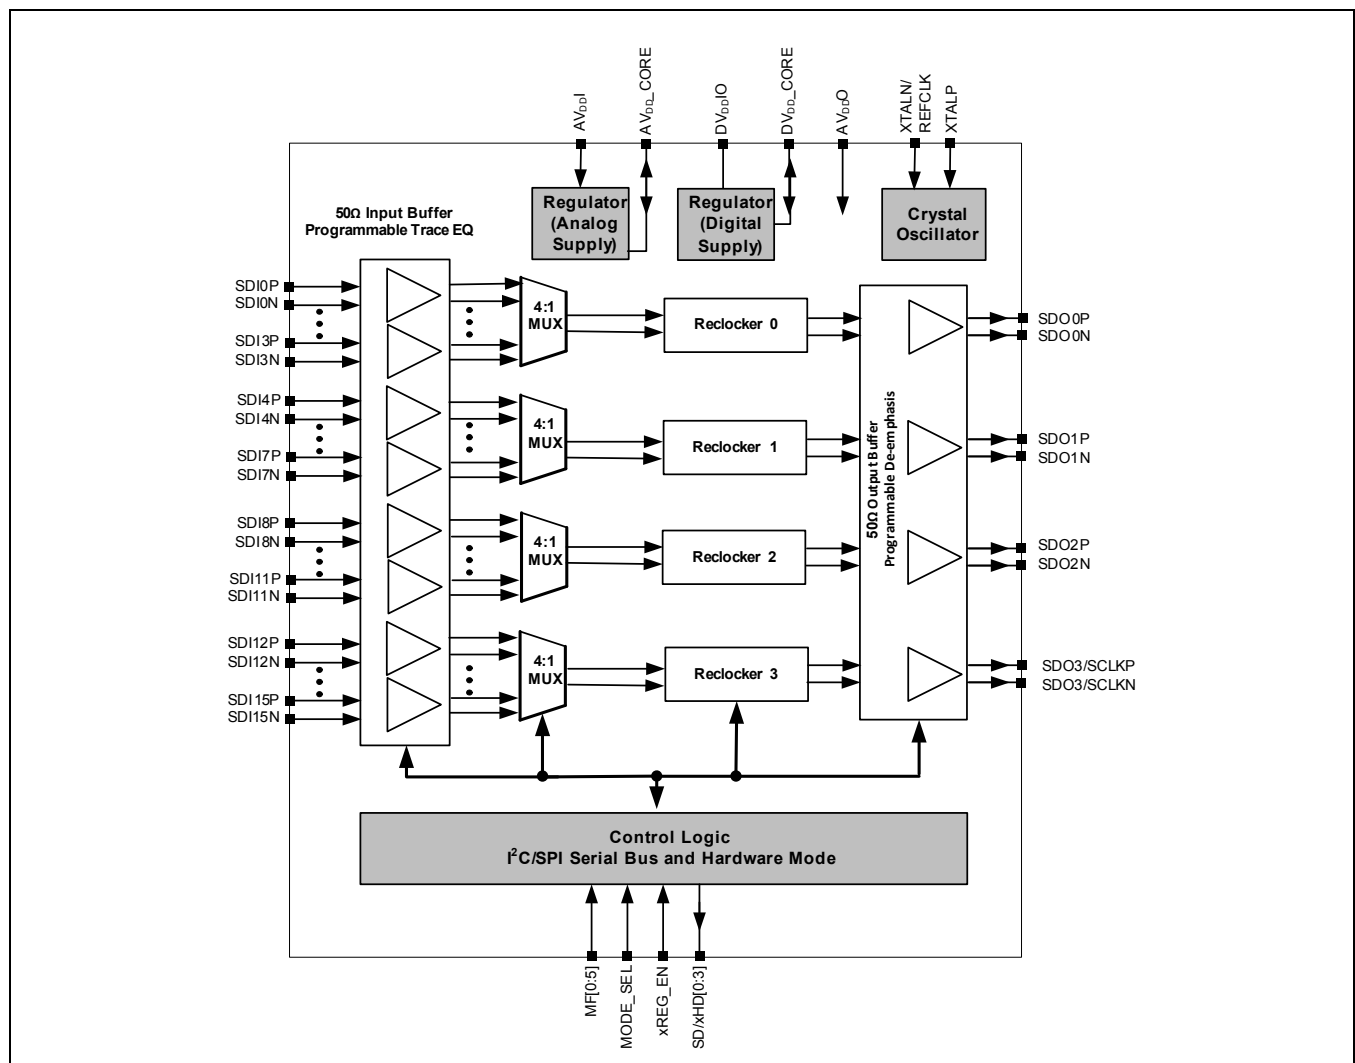 AVDDI
AVDD_CORE
DVDDIO
DVDD_CORE
AVDDO
XTALN/
REFCLK
XTALP
50Ω Input Buffer
Programmable Trace EQ
Regulator
(Analog
Supply)
Regulator
(Digital
Supply)
Crystal
Oscillator
SDI0P
SDI0N
SDI3P
SDI3N
SDI4P
SDI4N
SDI7P
SDI7N
SDI8P
SDI8N
SDI11P
SDI11N
SDI12P
SDI12N
SDI15P
SDI15N
4:1
MUX
4:1
MUX
4:1
MUX
4:1
MUX
Reclocker 0
Reclocker 1
Reclocker 2
Reclocker 3
50Ω Output Buffer
Programmable De-emphasis
SDO0P
SDO0N
SDO1P
SDO1N
SDO2P
SDO2N
SDO3/SCLKP
SDO3/SCLKN
Control Logic
I²C/SPI Serial Bus and Hardware Mode
MF[0:5]
MODE_SEL
xREG_EN
SD/xHD[0:3]